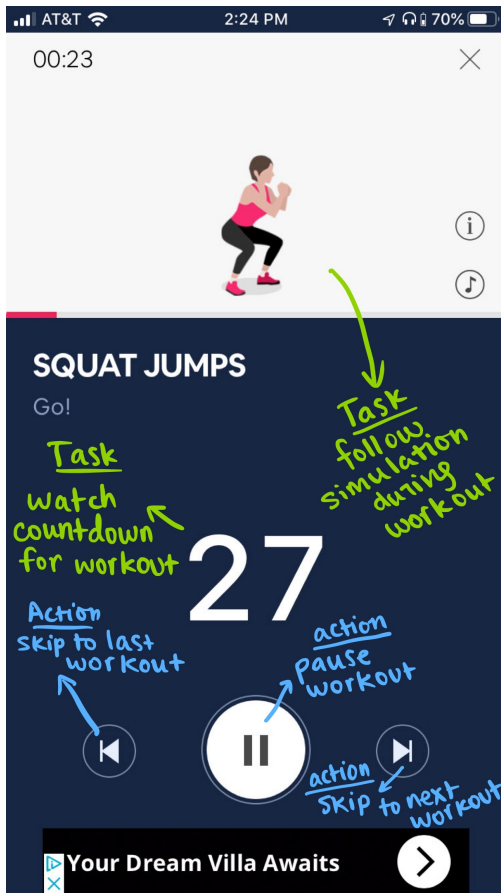 AT&T 2:24 PM 70%
00:23
SQUAT JUMPS
Go!
Task
follow
simulation
during
workout
Task
watch
countdown
for workout
27
Action
skip to last
workout
action
pause
workout
action
skip to next
workout
Your Dream Villa Awaits